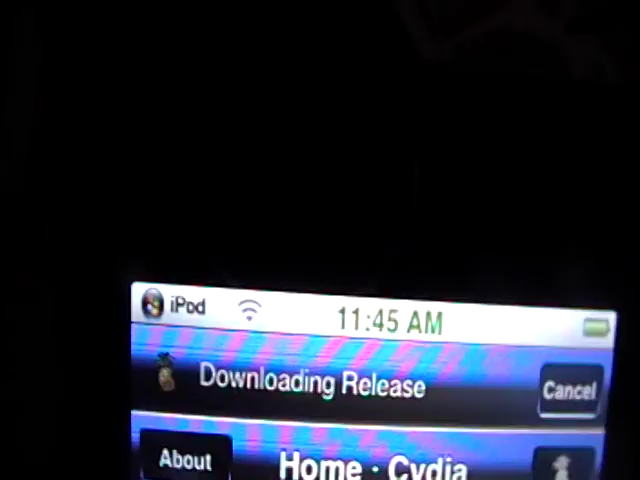 iPod 11:45 AM
Downloading Release
Cancel
About
Home · Cydia